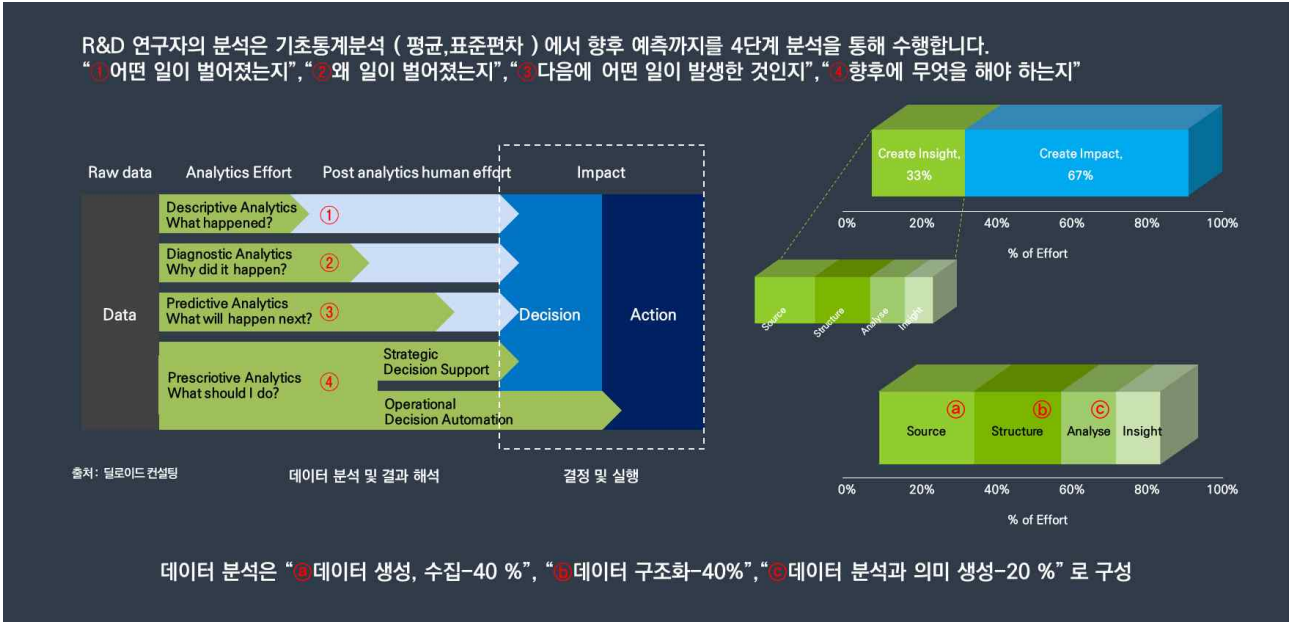 R&D 연구자의 분석은 기초통계분석 ( 평균,표준편차 ) 에서 향후 예측까지를 4단계 분석을 통해 수행합니다.
“①어떤 일이 벌어졌는지”,“②왜 일이 벌어졌는지”,“③다음에 어떤 일이 발생한 것인지”,“④향후에 무엇을 해야 하는지”
Raw data
Analytics Effort
Post analytics human effort
Impact
Data
Descriptive Analytics
What happened?
①
Diagnostic Analytics
Why did it happen?
②
Predictive Analytics
What will happen next?
③
Prescriotive Analytics
What should I do?
④
Strategic
Decision Support
Operational
Decision Automation
Decision
Action
출처: 딜로이드 컨설팅
데이터 분석 및 결과 해석
결정 및 실행
Create Insight,
33%
Create Impact,
67%
0% 20% 40% 60% 80% 100%
% of Effort
Source
Structure
Analyse
Insight
ⓐ
ⓑ
ⓒ
Source
Structure
Analyse
Insight
0% 20% 40% 60% 80% 100%
% of Effort
데이터 분석은 “ⓐ데이터 생성, 수집-40 %”, “ⓑ데이터 구조화-40%”,“ⓒ데이터 분석과 의미 생성-20 %” 로 구성